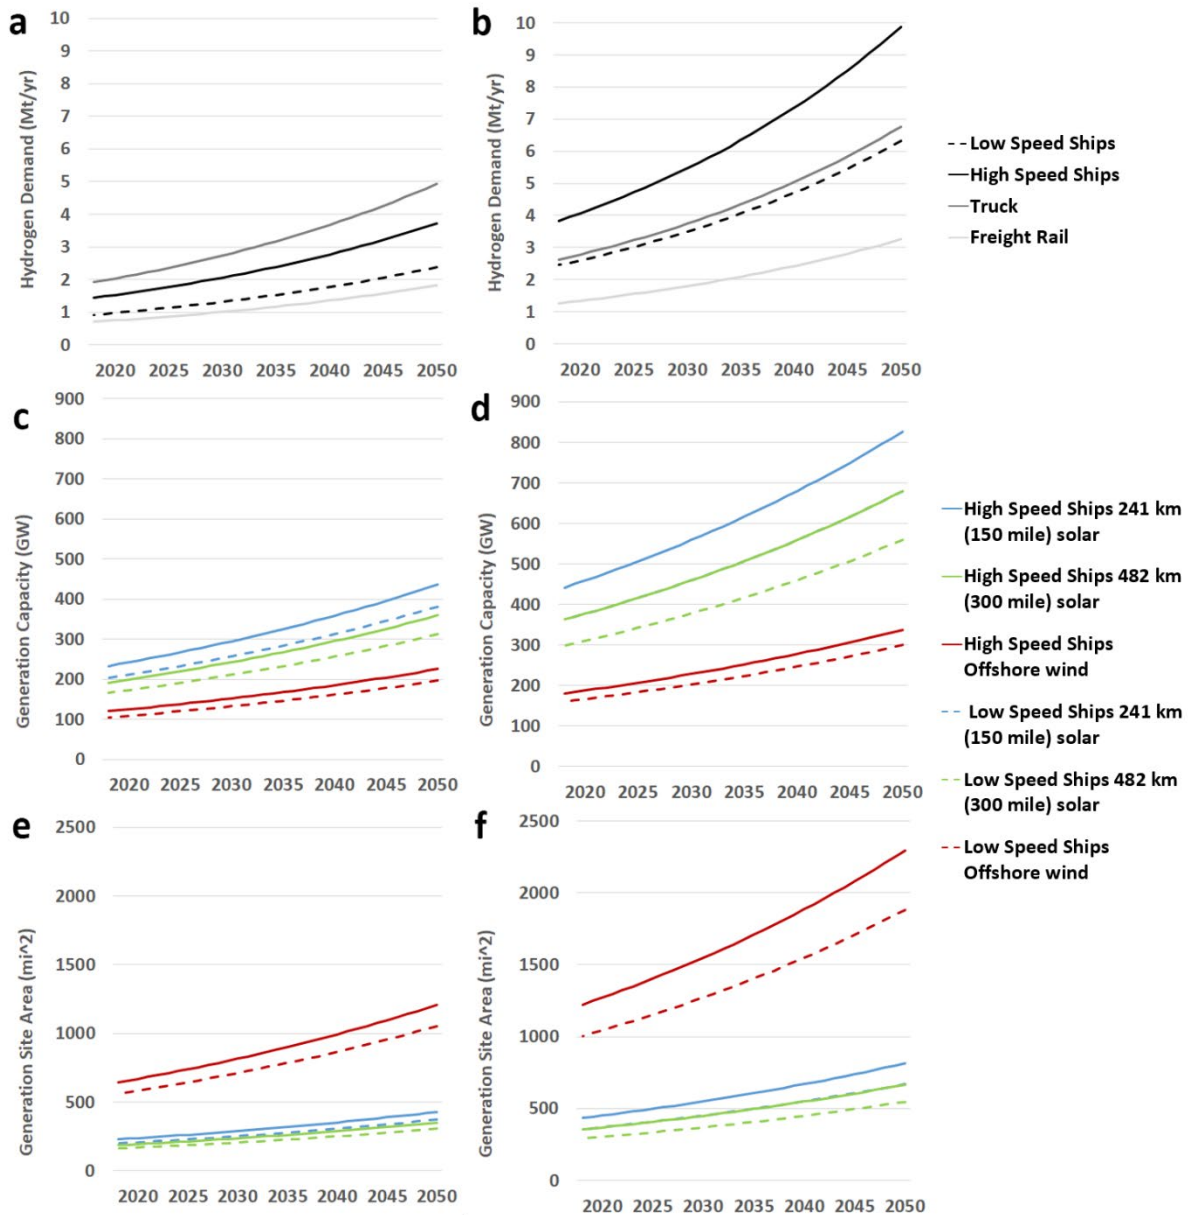 a
10
9
8
7
6
5
4
3
2
1
0
Hydrogen Demand (Mt/yr)
2020 2025 2030 2035 2040 2045 2050
b
10
9
8
7
6
5
4
3
2
1
0
Hydrogen Demand (Mt/yr)
2020 2025 2030 2035 2040 2045 2050
Low Speed Ships
High Speed Ships
Truck
Freight Rail
c
900
800
700
600
500
400
300
200
100
0
Generation Capacity (GW)
2020 2025 2030 2035 2040 2045 2050
d
900
800
700
600
500
400
300
200
100
0
Generation Capacity (GW)
2020 2025 2030 2035 2040 2045 2050
High Speed Ships 241 km
(150 mile) solar
High Speed Ships 482 km
(300 mile) solar
High Speed Ships
Offshore wind
Low Speed Ships 241 km
(150 mile) solar
Low Speed Ships 482 km
(300 mile) solar
Low Speed Ships
Offshore wind
e
2500
2000
1500
1000
500
0
Generation Site Area (mi^2)
2020 2025 2030 2035 2040 2045 2050
f
2500
2000
1500
1000
500
0
Generation Site Area (mi^2)
2020 2025 2030 2035 2040 2045 2050